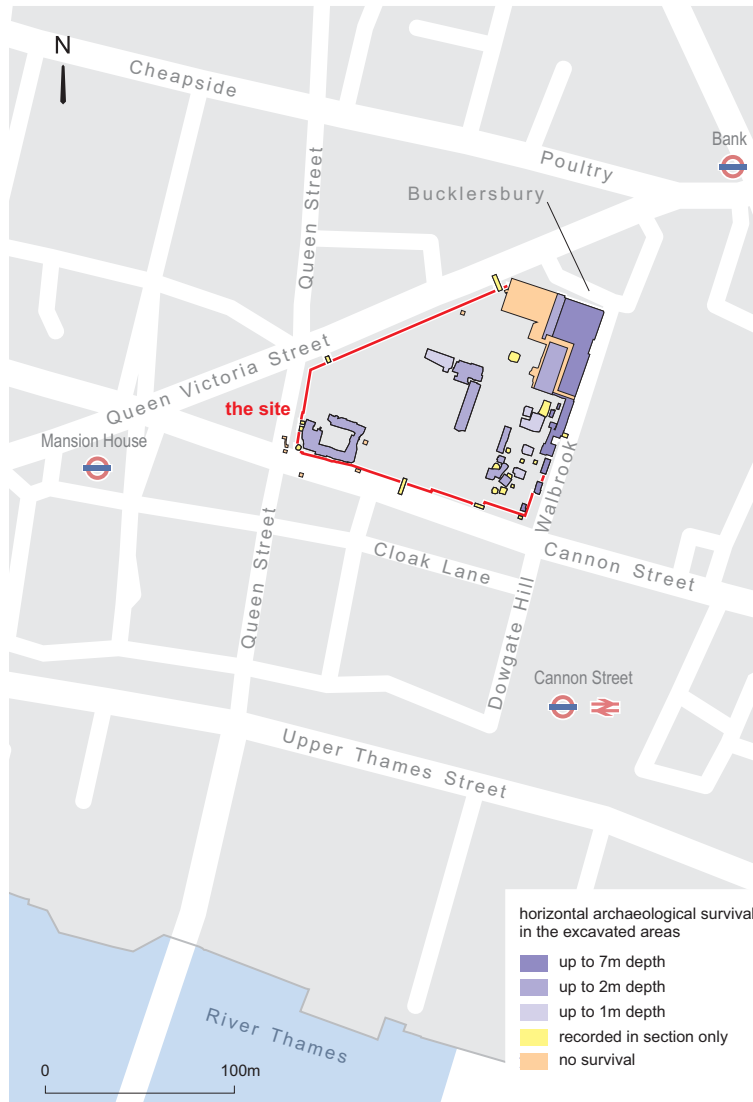 N
Cheapside
Bank
Poultry
Queen Street
Bucklersbury
Queen Victoria Street
the site
Mansion House
Walbrook
Cannon Street
Cloak Lane
Queen Street
Dowgate Hill
Cannon Street
Upper Thames Street
River Thames
0 100m
horizontal archaeological survival
in the excavated areas
up to 7m depth
up to 2m depth
up to 1m depth
recorded in section only
no survival